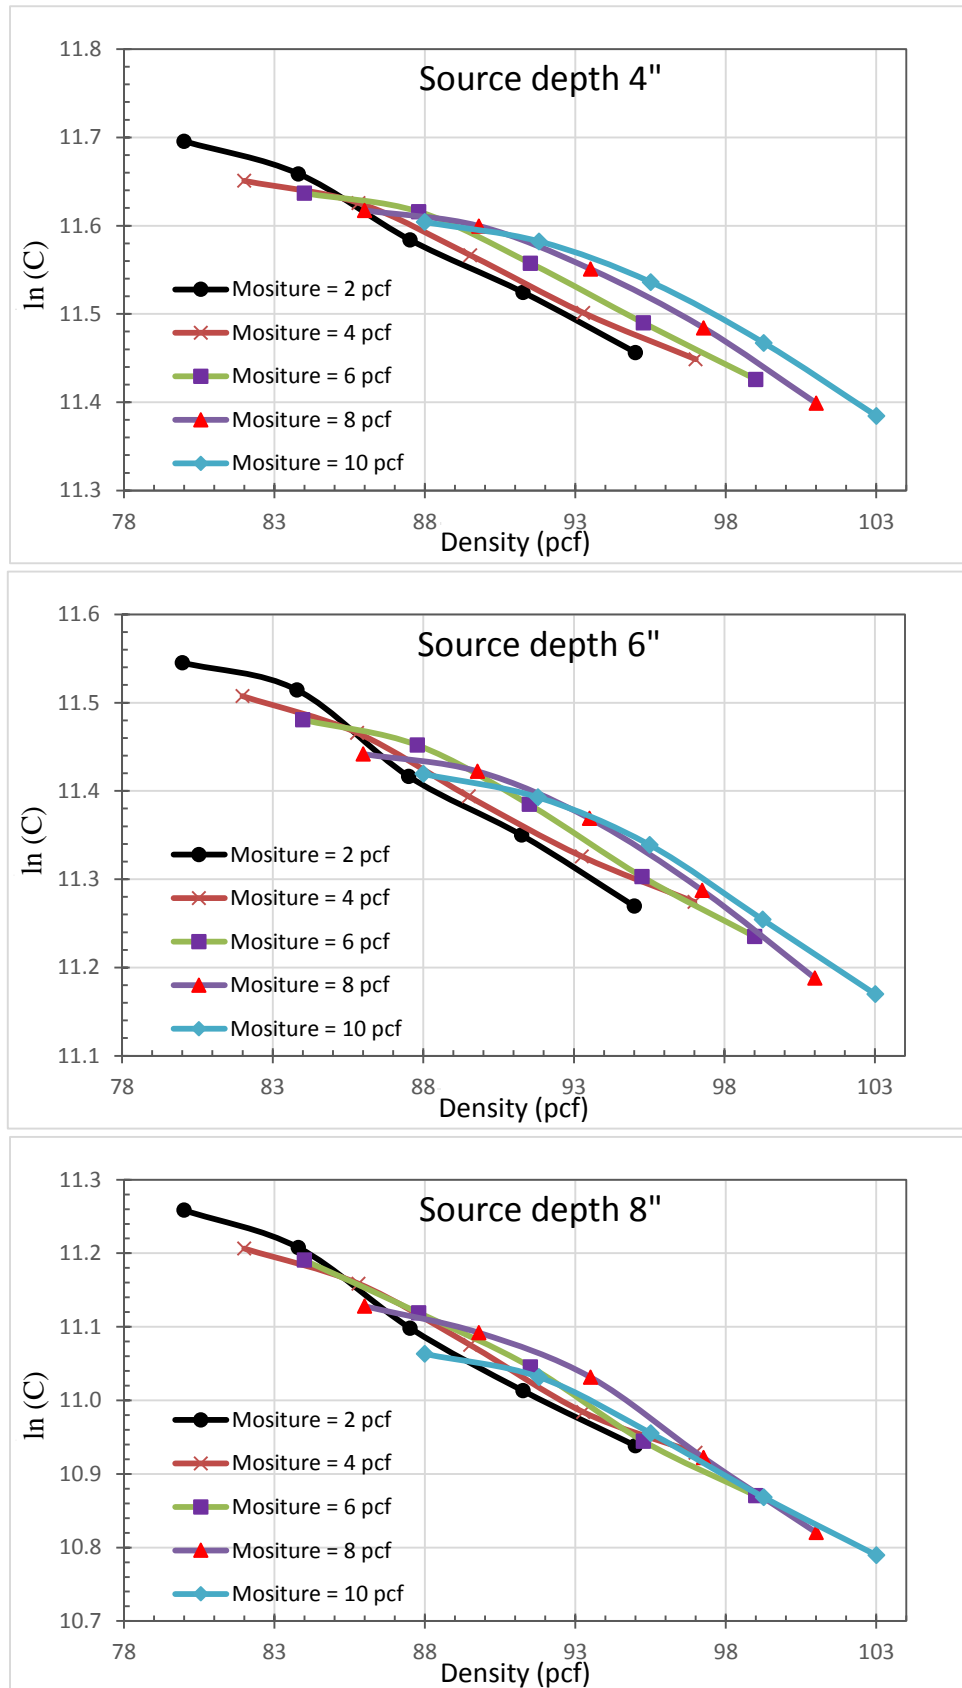 Source depth 4"
11.8
11.7
11.6
11.5
11.4
11.3
ln (C)
Mositure = 2 pcf
Mositure = 4 pcf
Mositure = 6 pcf
Mositure = 8 pcf
Mositure = 10 pcf
78 83 88 93 98 103
Density (pcf)
Source depth 6"
11.6
11.5
11.4
11.3
11.2
11.1
ln (C)
Mositure = 2 pcf
Mositure = 4 pcf
Mositure = 6 pcf
Mositure = 8 pcf
Mositure = 10 pcf
78 83 88 93 98 103
Density (pcf)
Source depth 8"
11.3
11.2
11.1
11.0
10.9
10.8
10.7
ln (C)
Mositure = 2 pcf
Mositure = 4 pcf
Mositure = 6 pcf
Mositure = 8 pcf
Mositure = 10 pcf
78 83 88 93 98 103
Density (pcf)